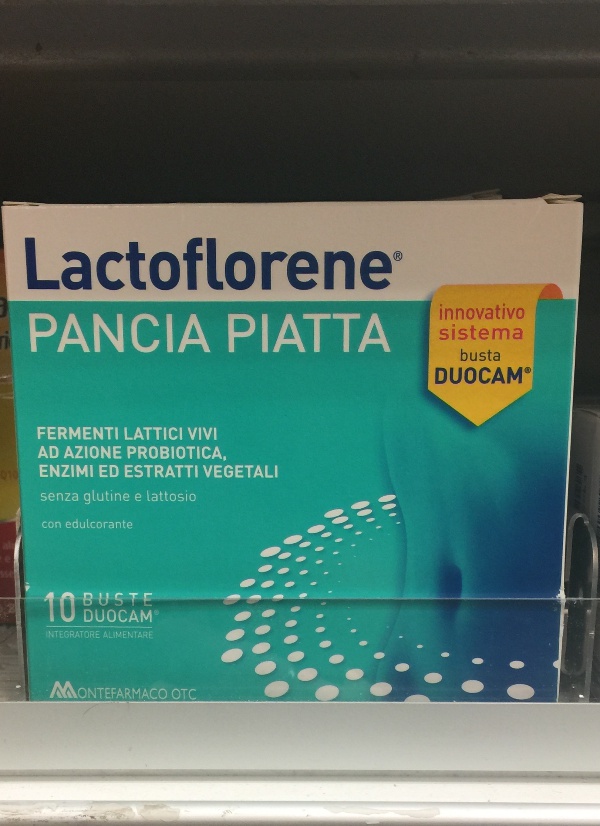 Lactoflorene®
PANCIA PIATTA
innovativo
sistema
busta
DUOCAM®
FERMENTI LATTICI VIVI
AD AZIONE PROBIOTICA,
ENZIMI ED ESTRATTI VEGETALI
senza glutine e lattosio
con edulcorante
10 BUSTE
DUOCAM®
INTEGRATORE ALIMENTARE
MONTEFARMACO OTC